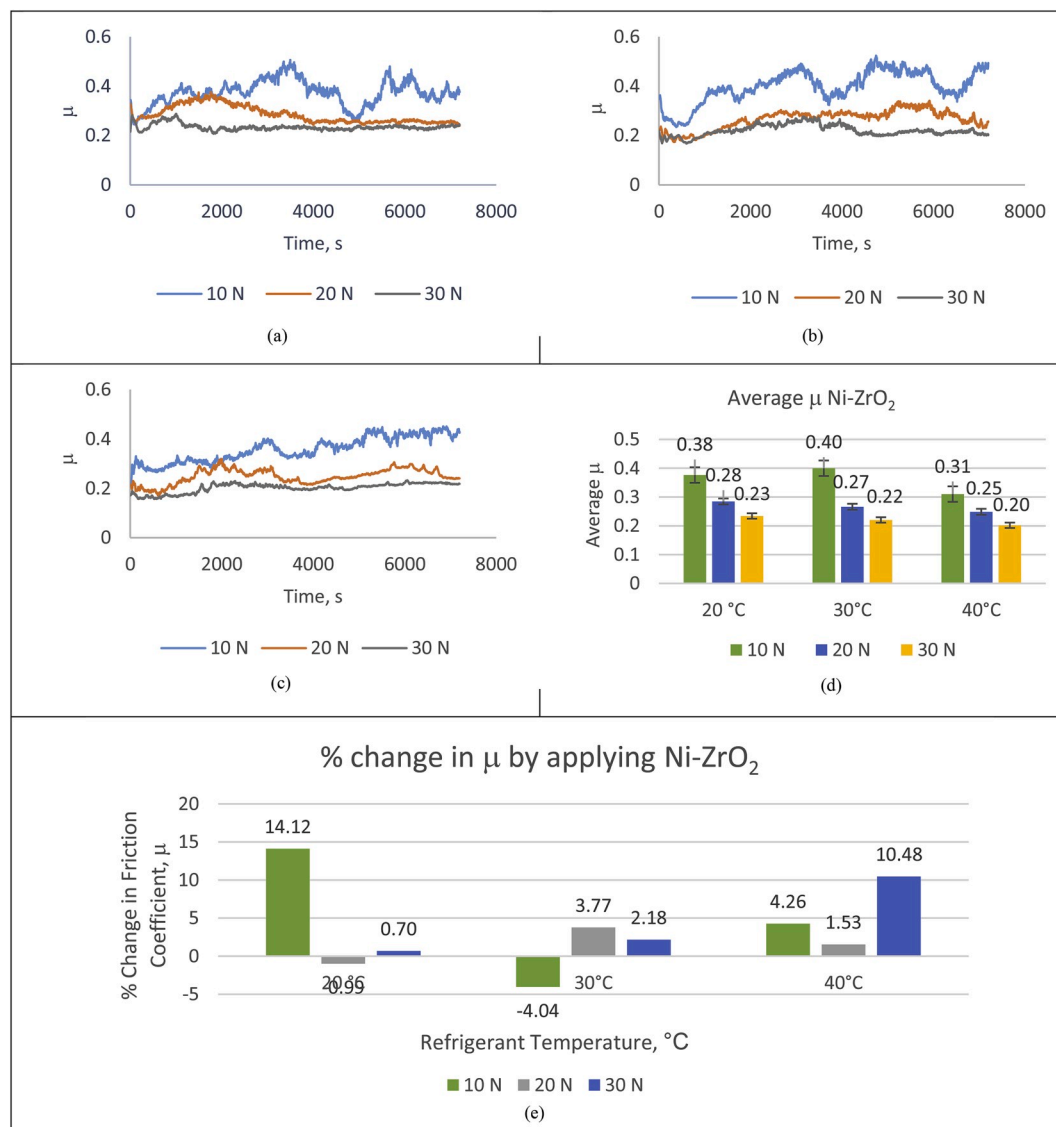 0.6
0.4
μ
0.2
0
0 2000 4000 6000 8000
Time, s
10 N 20 N 30 N
(a)
0.6
0.4
μ
0.2
0
0 2000 4000 6000 8000
Time, s
10 N 20 N 30 N
(b)
0.6
0.4
μ
0.2
0
0 2000 4000 6000 8000
Time, s
10 N 20 N 30 N
(c)
Average μ Ni-ZrO₂
Average μ
0.5
0.4
0.3
0.2
0.1
0
0.38 0.28 0.23
0.40 0.27 0.22
0.31 0.25 0.20
20 °C 30°C 40°C
10 N 20 N 30 N
(d)
% change in μ by applying Ni-ZrO₂
% Change in Friction
Coefficient, μ
20
15
10
5
0
-5
14.12 0.99 0.70
-4.04 3.77 2.18
4.26 1.53 10.48
20 °C 30°C 40°C
Refrigerant Temperature, °C
10 N 20 N 30 N
(e)